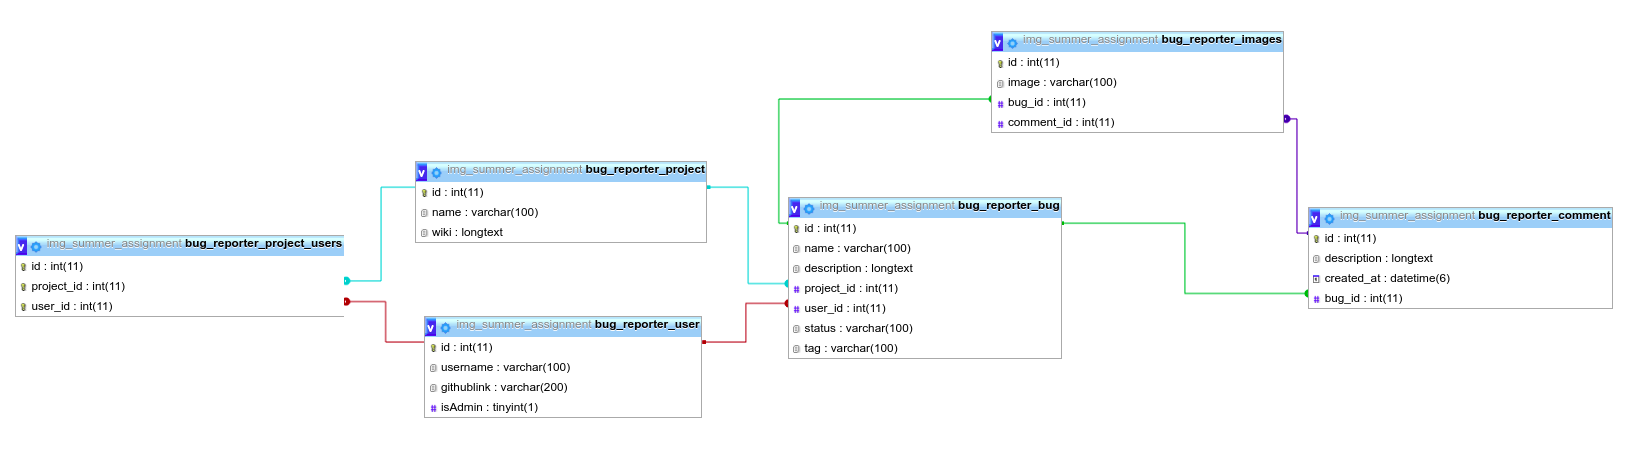 img_summer_assignment bug_reporter_images
id : int(11)
image : varchar(100)
bug_id : int(11)
comment_id : int(11)
img_summer_assignment bug_reporter_project
id : int(11)
name : varchar(100)
wiki : longtext
img_summer_assignment bug_reporter_bug
id : int(11)
name : varchar(100)
description : longtext
project_id : int(11)
user_id : int(11)
status : varchar(100)
tag : varchar(100)
img_summer_assignment bug_reporter_comment
id : int(11)
description : longtext
created_at : datetime(6)
bug_id : int(11)
img_summer_assignment bug_reporter_project_users
id : int(11)
project_id : int(11)
user_id : int(11)
img_summer_assignment bug_reporter_user
id : int(11)
username : varchar(100)
githublink : varchar(200)
isAdmin : tinyint(1)